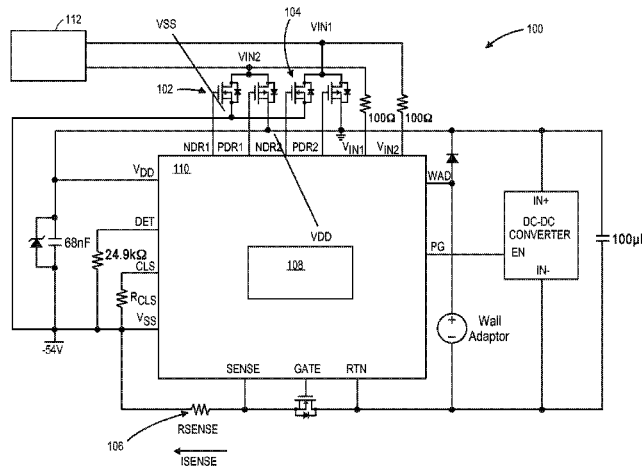 112
VSS
104
VIN1
100
VIN2
102
100Ω
100Ω
NDR1
PDR1
NDR2
PDR2
VIN1
VIN2
110
VDD
WAD
IN+
DC-DC
CONVERTER
EN
IN-
DET
VDD
68nF
24.9kΩ
CLS
108
PG
100µF
RCLS
VSS
-54V
+
-
Wall
Adaptor
SENSE
GATE
RTN
RSENSE
106
ISENSE